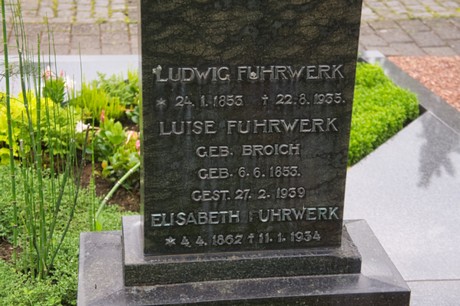 LUDWIG FUHRWERK
* 24.1.1853 † 22.8.1935.
LUISE FUHRWERK
GEB. BROICH
GEB. 6.6.1853.
GEST. 27.2.1939
ELISABETH FUHRWERK
* 4.4.1862 † 11.1.1934